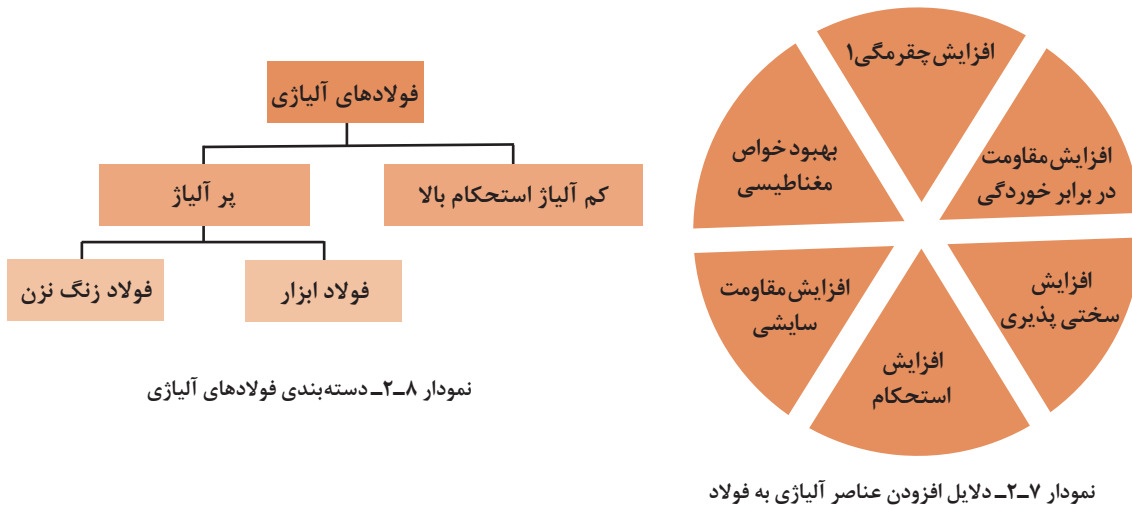 افزایش چقرمگی۱
افزایش مقاومت
در برابر خوردگی
افزایش
سختی پذیری
افزایش
استحکام
افزایش مقاومت
سایشی
بهبود خواص
مغناطیسی
نمودار ۷ـ۲ـ دلایل افزودن عناصر آلیاژی به فولاد
فولادهای آلیاژی
کم آلیاژ استحکام بالا
پر آلیاژ
فولاد ابزار
فولاد زنگ نزن
نمودار ۸ـ۲ـ دسته‌بندی فولادهای آلیاژی